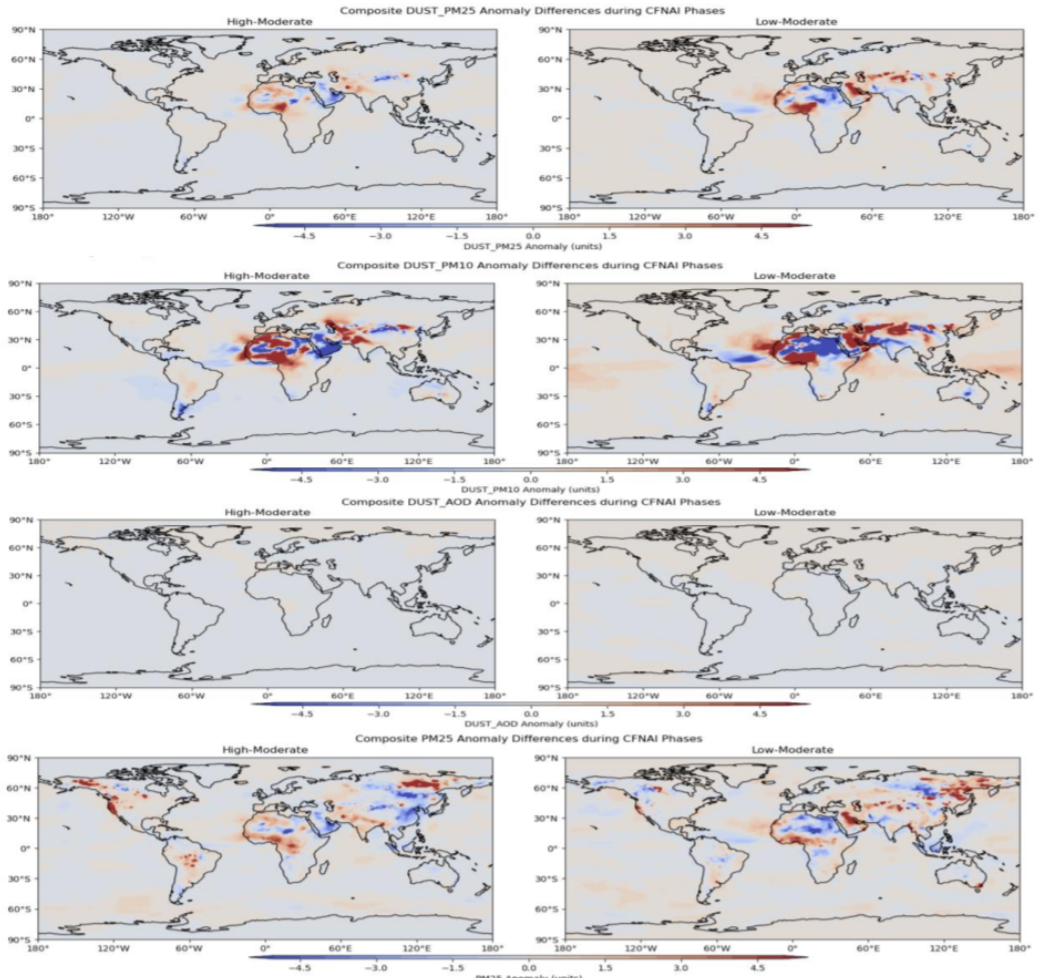 Composite DUST_PM25 Anomaly Differences during CFNAI Phases
High-Moderate Low-Moderate
90°N 90°N
60°N 60°N
30°N 30°N
0° 0°
30°S 30°S
60°S 60°S
90°S 90°S
180° 120°W 60°W 0° 60°E 120°E 180° 180° 120°W 60°W 0° 60°E 120°E 180°
−4.5 −3.0 −1.5 0.0 1.5 3.0 4.5
DUST_PM25 Anomaly (units)
Composite DUST_PM10 Anomaly Differences during CFNAI Phases
High-Moderate Low-Moderate
90°N 90°N
60°N 60°N
30°N 30°N
0° 0°
30°S 30°S
60°S 60°S
90°S 90°S
180° 120°W 60°W 0° 60°E 120°E 180° 180° 120°W 60°W 0° 60°E 120°E 180°
−4.5 −3.0 −1.5 0.0 1.5 3.0 4.5
DUST_PM10 Anomaly (units)
Composite DUST_AOD Anomaly Differences during CFNAI Phases
High-Moderate Low-Moderate
90°N 90°N
60°N 60°N
30°N 30°N
0° 0°
30°S 30°S
60°S 60°S
90°S 90°S
180° 120°W 60°W 0° 60°E 120°E 180° 180° 120°W 60°W 0° 60°E 120°E 180°
−4.5 −3.0 −1.5 0.0 1.5 3.0 4.5
DUST_AOD Anomaly (units)
Composite PM25 Anomaly Differences during CFNAI Phases
High-Moderate Low-Moderate
90°N 90°N
60°N 60°N
30°N 30°N
0° 0°
30°S 30°S
60°S 60°S
90°S 90°S
180° 120°W 60°W 0° 60°E 120°E 180° 180° 120°W 60°W 0° 60°E 120°E 180°
−4.5 −3.0 −1.5 0.0 1.5 3.0 4.5
PM25 Anomaly (units)